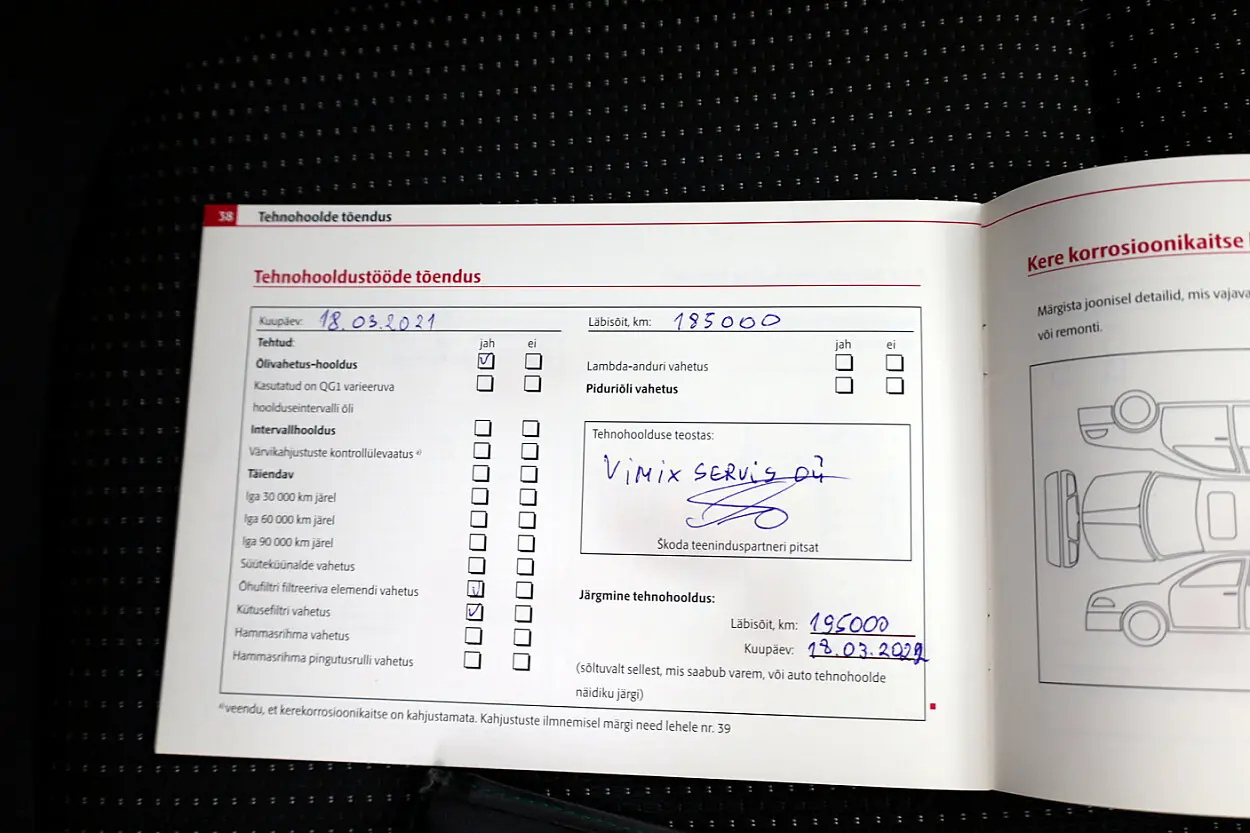 38 Tehnohoolde tõendus
Tehnohooldustööde tõendus
Kuupäev: 18.03.2021
Läbisõit, km: 185000
Tehtud: jah ei
Õlivahetus-hooldus
Kasutatud on QG1 varieeruva
hoolduseintervalli õli
Intervallhooldus
Värvikahjustuste kontrollülevaatus a)
Täiendav
Iga 30 000 km järel
Iga 60 000 km järel
Iga 90 000 km järel
Süüteküünalde vahetus
Õhufiltri filtreeriva elemendi vahetus
Kütusefiltri vahetus
Hammasrihma vahetus
Hammasrihma pingutusrulli vahetus
jah ei
Lambda-anduri vahetus
Piduriõli vahetus
Tehnohoolduse teostas:
VIMIX SERVIS OÜ
Škoda teeninduspartneri pitsat
Järgmine tehnohooldus:
Läbisõit, km: 195000
Kuupäev: 18.03.2022
(sõltuvalt sellest, mis saabub varem, või auto tehnohoolde
näidiku järgi)
a) veendu, et kerekorrosioonikaitse on kahjustamata. Kahjustuste ilmnemisel märgi need lehele nr. 39
Kere korrosioonikaitse
Märgista joonisel detailid, mis vajava
või remonti.